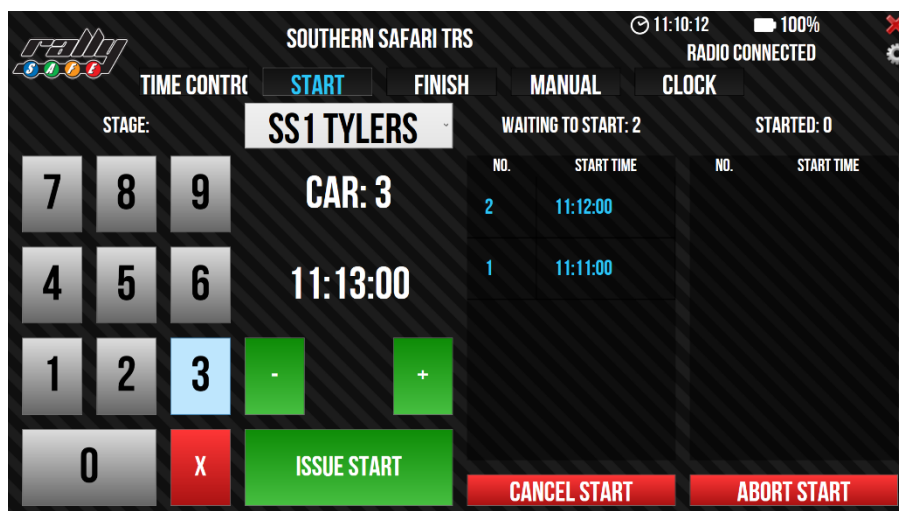 rally
SAFE
SOUTHERN SAFARI TRS
11:10:12
100%
RADIO CONNECTED
TIME CONTR(
START
FINISH
MANUAL
CLOCK
STAGE:
SS1 TYLERS
WAITING TO START: 2
STARTED: 0
7 8 9
CAR: 3
NO. START TIME
2 11:12:00
1 11:11:00
NO. START TIME
4 5 6
11:13:00
1 2 3
- +
0 X
ISSUE START
CANCEL START
ABORT START